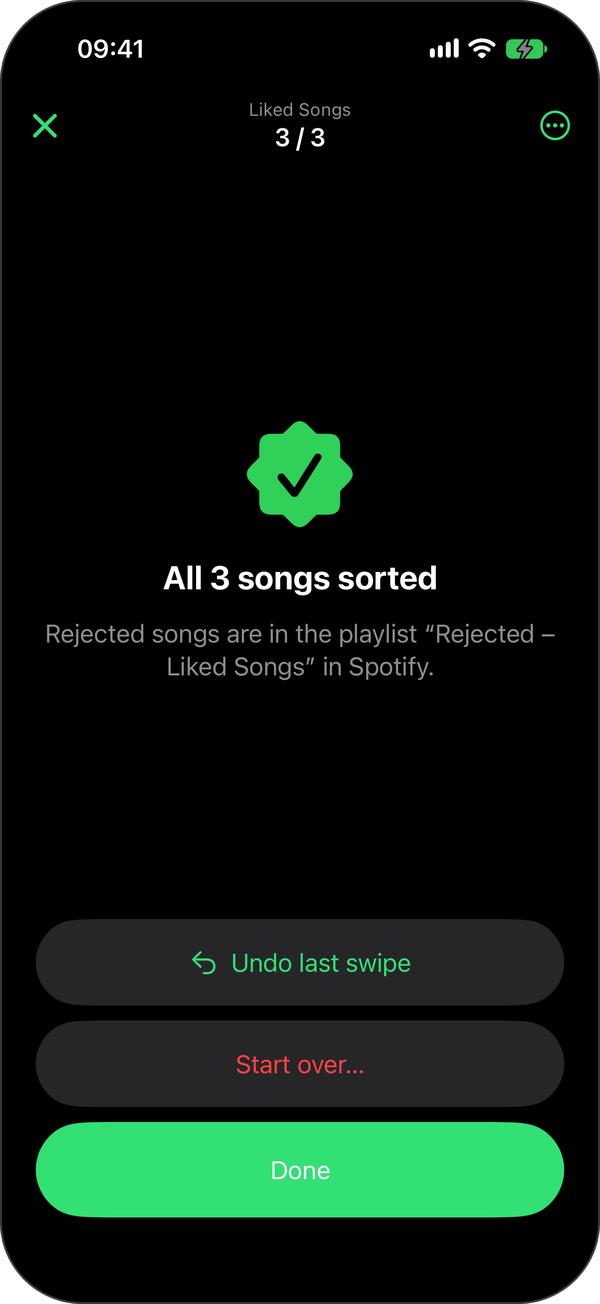 09:41
Liked Songs
3 / 3
All 3 songs sorted
Rejected songs are in the playlist “Rejected –
Liked Songs” in Spotify.
Undo last swipe
Start over...
Done